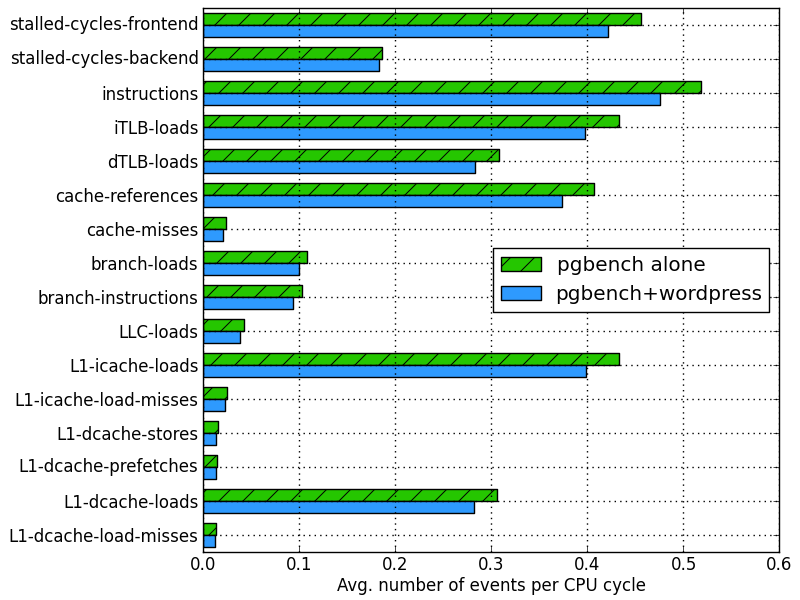 stalled-cycles-frontend
stalled-cycles-backend
instructions
iTLB-loads
dTLB-loads
cache-references
cache-misses
branch-loads
branch-instructions
LLC-loads
L1-icache-loads
L1-icache-load-misses
L1-dcache-stores
L1-dcache-prefetches
L1-dcache-loads
L1-dcache-load-misses
pgbench alone
pgbench+wordpress
0.0 0.1 0.2 0.3 0.4 0.5 0.6
Avg. number of events per CPU cycle